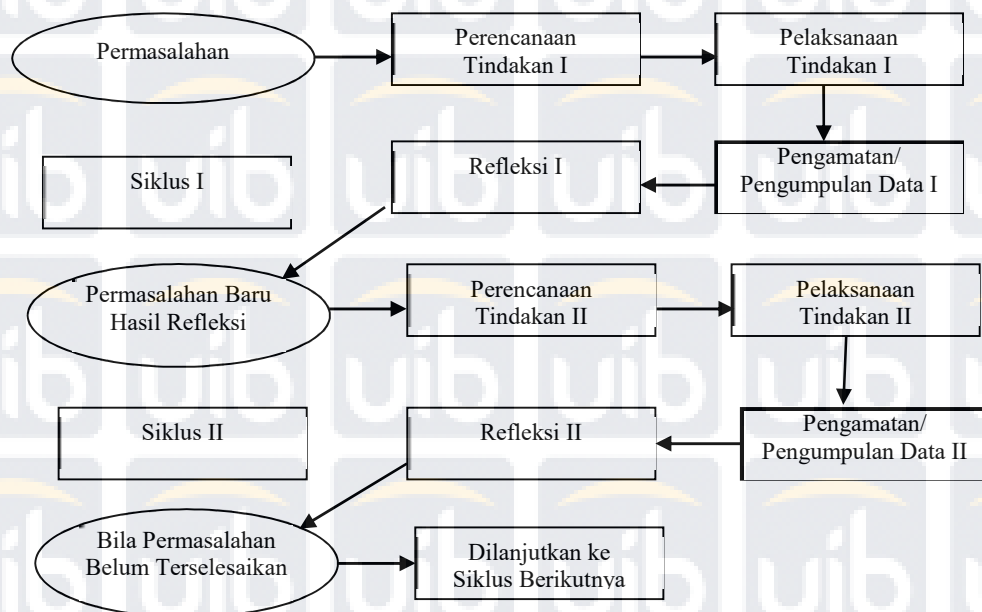 Permasalahan
Perencanaan
Tindakan I
Pelaksanaan
Tindakan I
Siklus I
Refleksi I
Pengamatan/
Pengumpulan Data I
Permasalahan Baru
Hasil Refleksi
Perencanaan
Tindakan II
Pelaksanaan
Tindakan II
Siklus II
Refleksi II
Pengamatan/
Pengumpulan Data II
Bila Permasalahan
Belum Terselesaikan
Dilanjutkan ke
Siklus Berikutnya